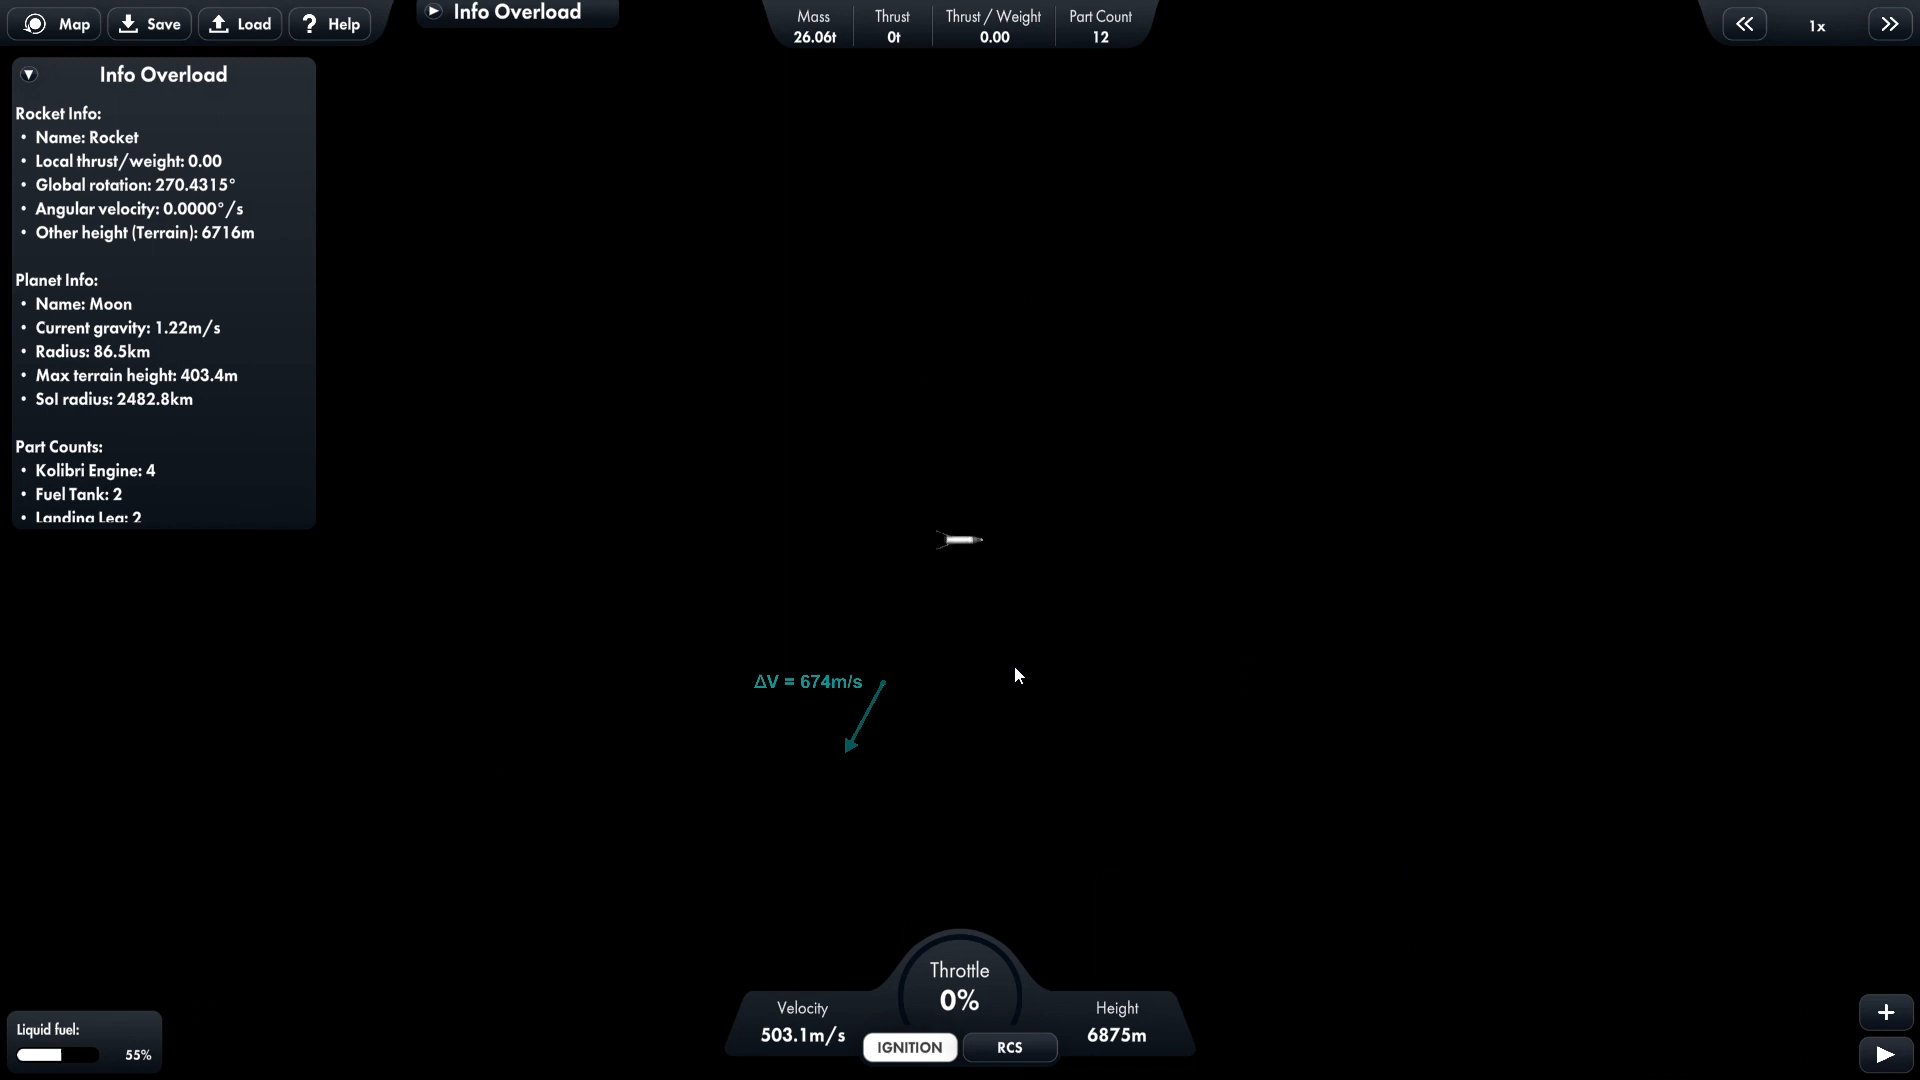 Map
Save
Load
? Help
Info Overload
Mass
26.06t
Thrust
0t
Thrust / Weight
0.00
Part Count
12
1x
Info Overload
Rocket Info:
• Name: Rocket
• Local thrust/weight: 0.00
• Global rotation: 270.4315°
• Angular velocity: 0.0000°/s
• Other height (Terrain): 6716m
Planet Info:
• Name: Moon
• Current gravity: 1.22m/s
• Radius: 86.5km
• Max terrain height: 403.4m
• SoI radius: 2482.8km
Part Counts:
• Kolibri Engine: 4
• Fuel Tank: 2
• Landing Leg: 2
ΔV = 674m/s
Throttle
0%
Velocity
503.1m/s
Height
6875m
IGNITION
RCS
Liquid fuel:
55%